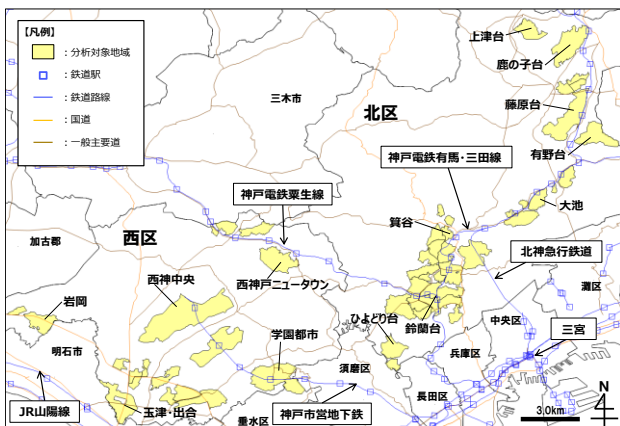 【凡例】
：分析対象地域
：鉄道駅
：鉄道路線
：国道
：一般主要道
上津台
鹿の子台
三木市
北区
藤原台
神戸電鉄有馬・三田線
有野台
神戸電鉄粟生線
大池
箕谷
加古郡
西区
北神急行鉄道
西神中央
西神戸ニュータウン
灘区
岩岡
ひよどり台
鈴蘭台
中央区
学園都市
三宮
明石市
須磨区
兵庫区
長田区
JR山陽線
玉津・出合
垂水区
神戸市営地下鉄
3.0km
N